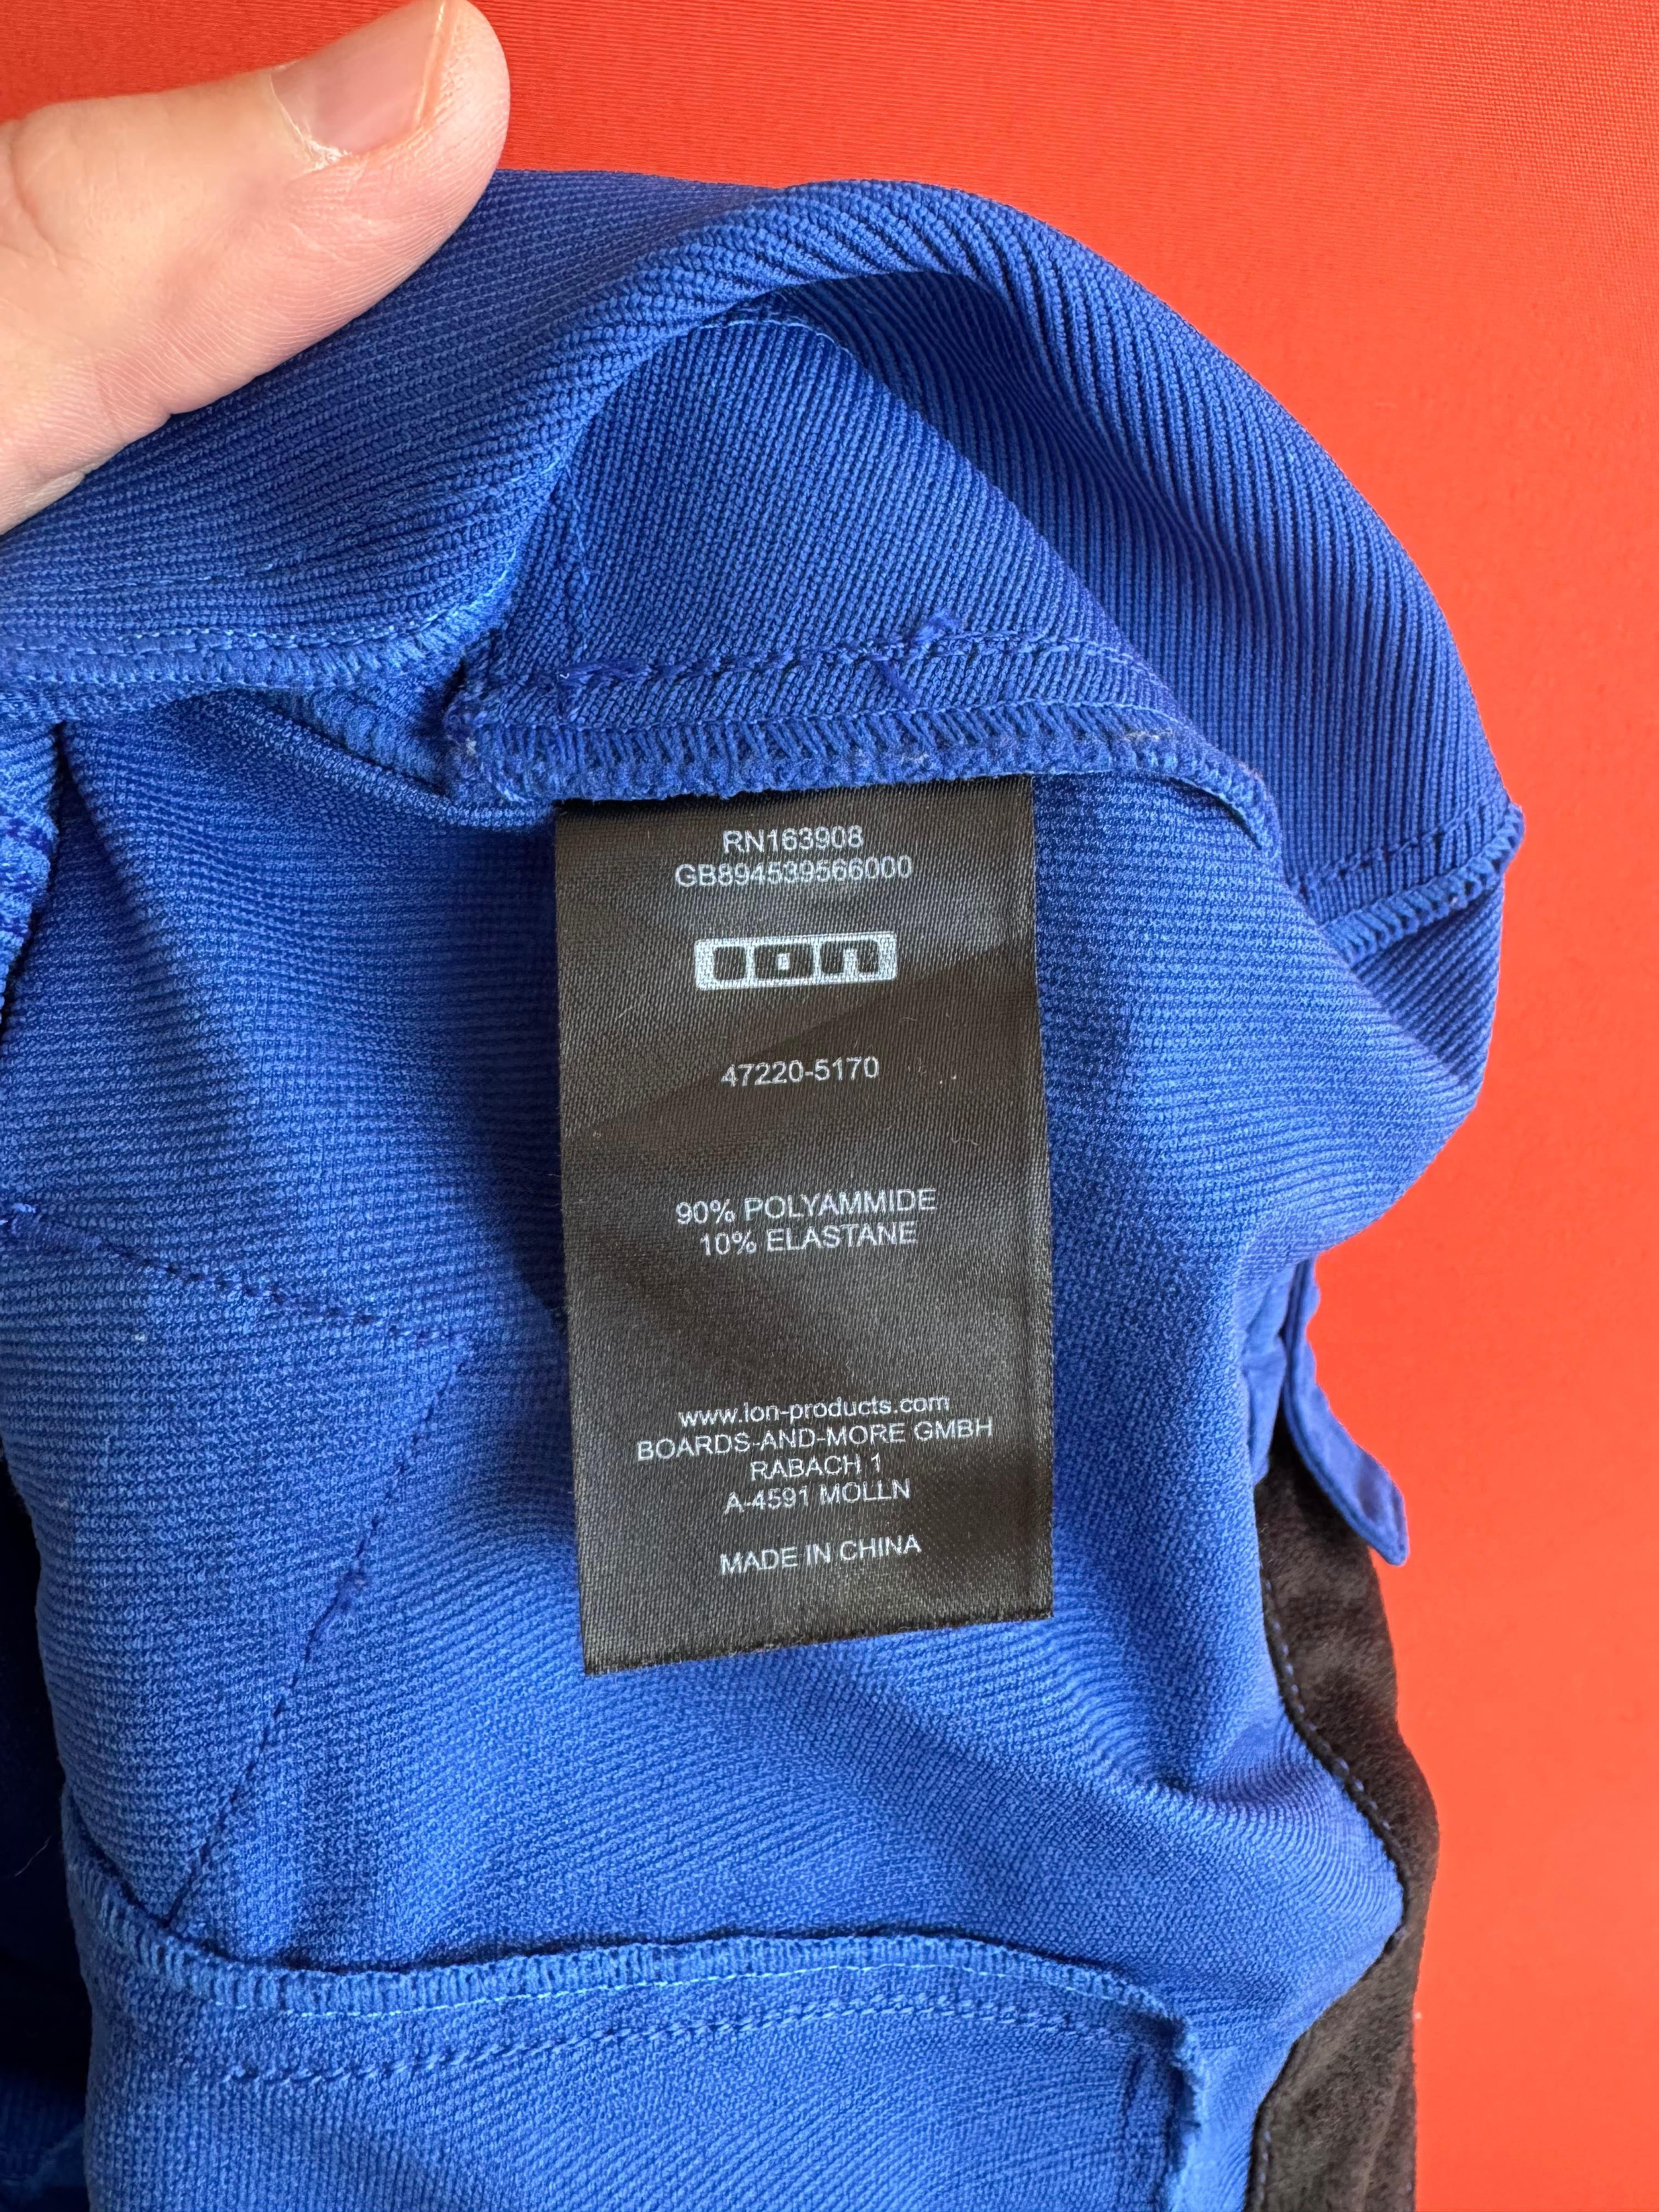 RN163908
GB894539566000
ion
47220-5170
90% POLYAMMIDE
10% ELASTANE
www.ion-products.com
BOARDS-AND-MORE GMBH
RABACH 1
A-4591 MOLLN
MADE IN CHINA